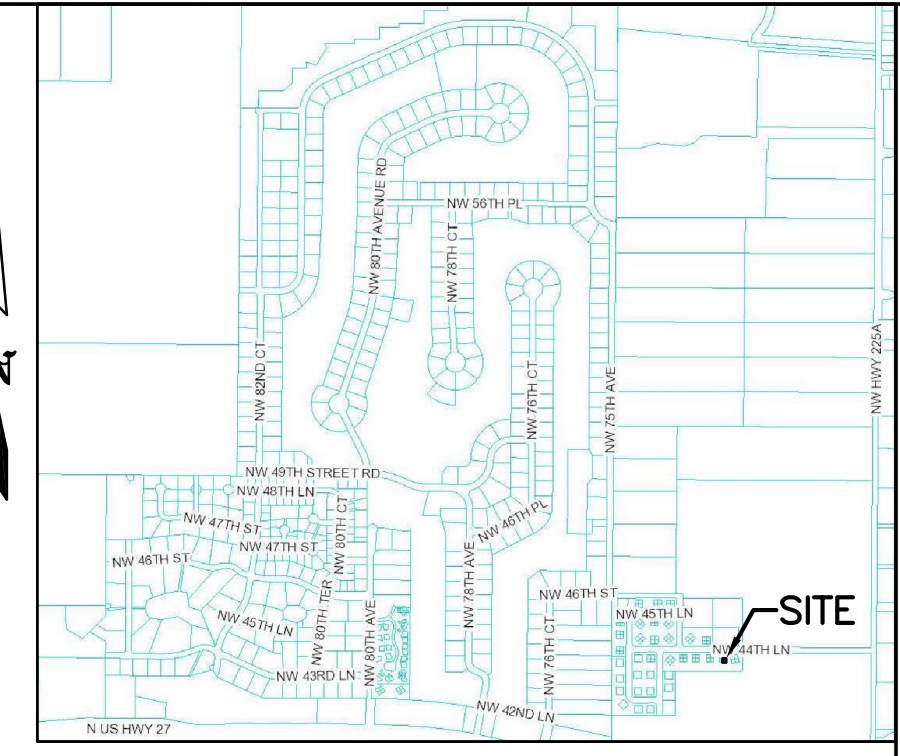 NW 56TH PL
NW 80TH AVENUE RD
NW 78TH CT
NW HWY 225A
NW 82ND CT
NW 76TH CT
NW 75TH AVE
NW 49TH STREET RD
NW 48TH LN
NW 47TH ST
NW 47TH ST
NW 80TH CT
NW 46TH PL
NW 46TH ST
NW 78TH AVE
NW 46TH ST
NW 45TH LN
SITE
NW 45TH LN
NW 80TH TER
NW 80TH AVE
NW 76TH CT
NW 44TH LN
NW 43RD LN
NW 42ND LN
N US HWY 27